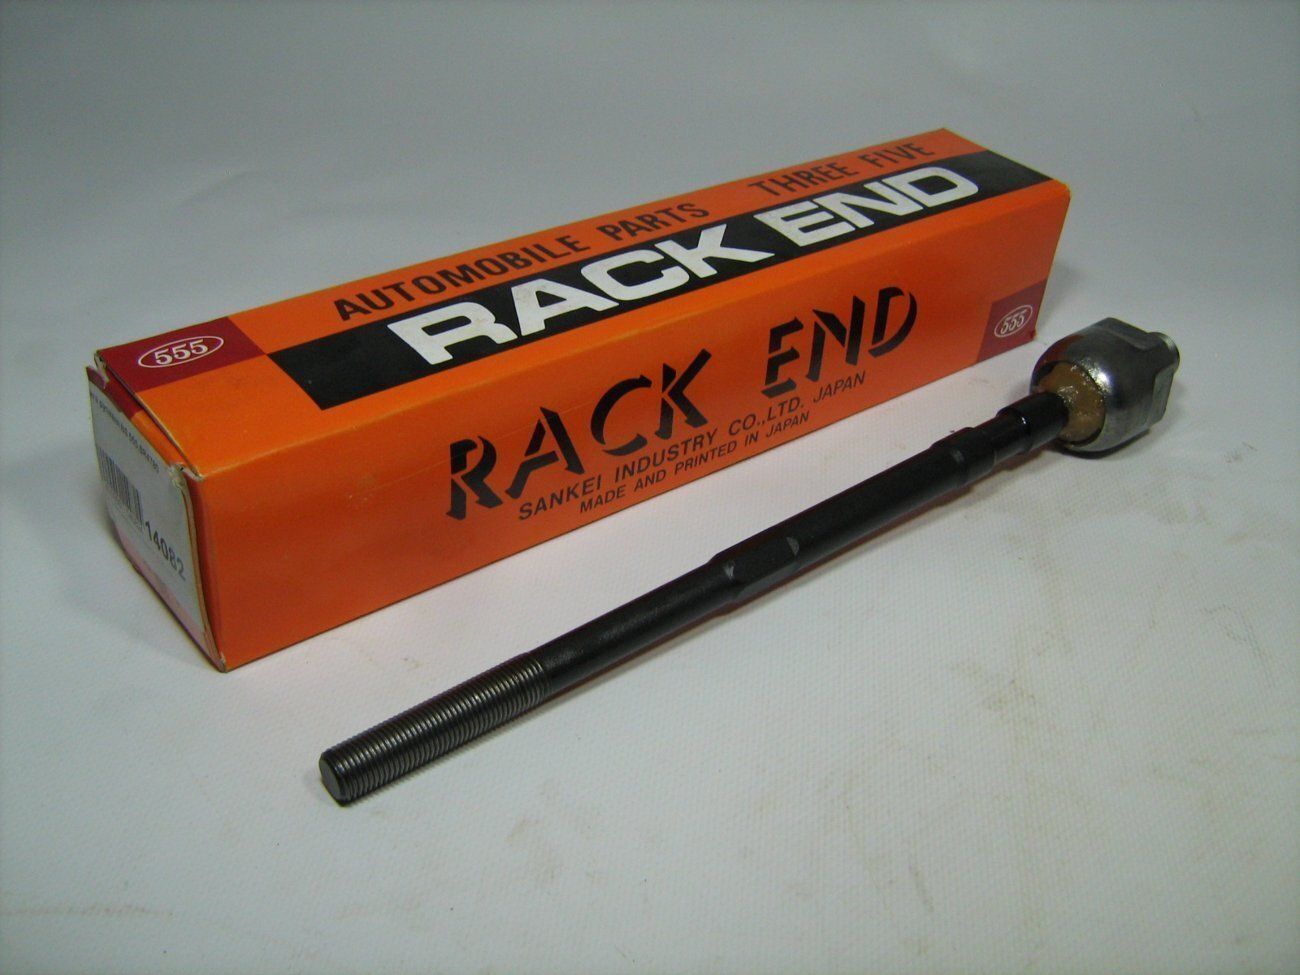 AUTOMOBILE PARTS THREE FIVE
RACK END
555
RACK END
SANKEI INDUSTRY CO.,LTD. JAPAN
MADE AND PRINTED IN JAPAN
555
14082